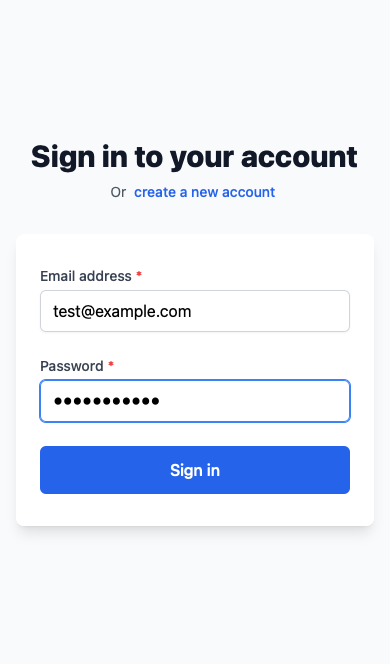 Sign in to your account
Or create a new account
Email address *
test@example.com
Password *
●●●●●●●●●●●
Sign in